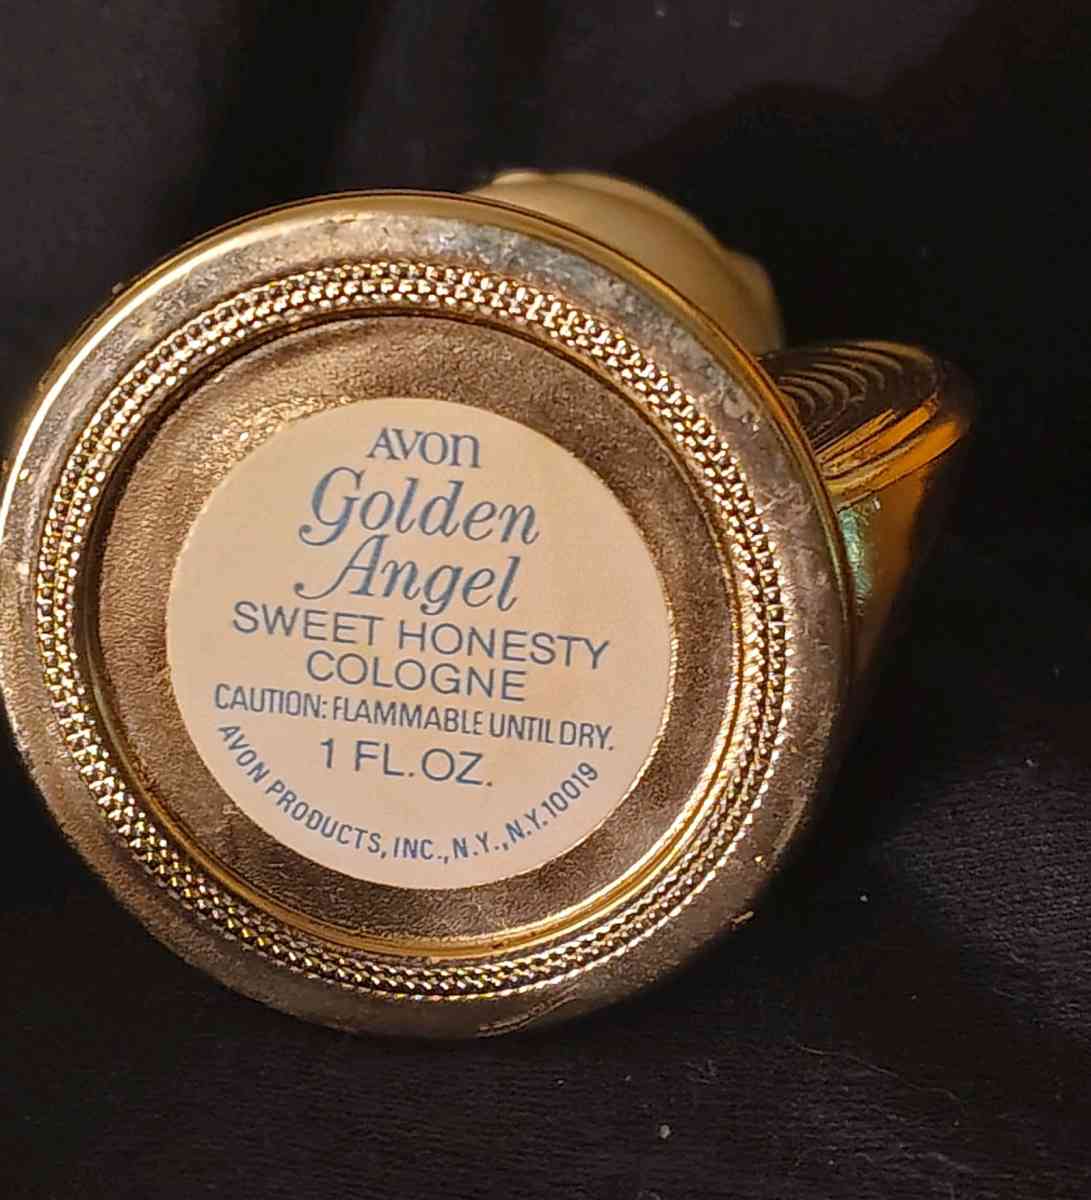 AVON
Golden
Angel
SWEET HONESTY
COLOGNE
CAUTION: FLAMMABLE UNTIL DRY.
1 FL. OZ.
AVON PRODUCTS, INC., N.Y., N.Y. 10019